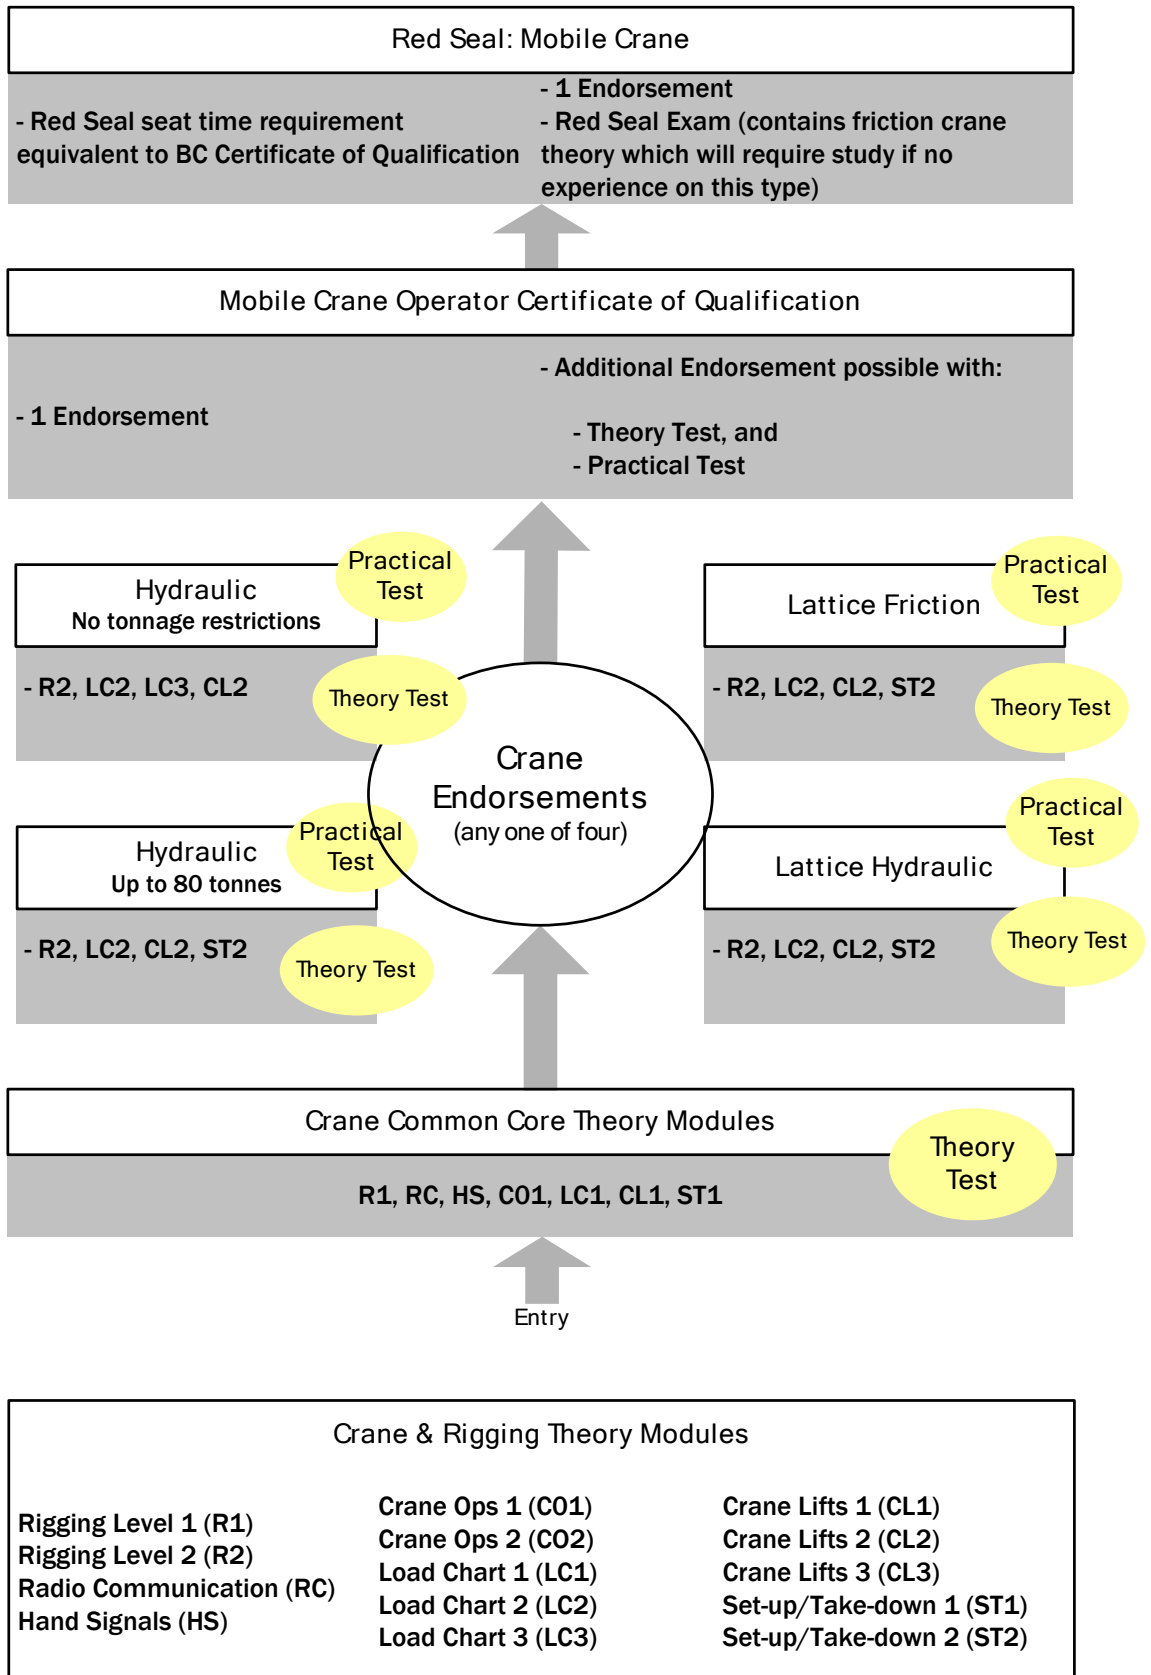 Red Seal: Mobile Crane
- Red Seal seat time requirement
equivalent to BC Certificate of Qualification
- 1 Endorsement
- Red Seal Exam (contains friction crane
theory which will require study if no
experience on this type)
Mobile Crane Operator Certificate of Qualification
- 1 Endorsement
- Additional Endorsement possible with:
- Theory Test, and
- Practical Test
Hydraulic
No tonnage restrictions
Practical
Test
- R2, LC2, LC3, CL2
Theory Test
Lattice Friction
Practical
Test
- R2, LC2, CL2, ST2
Theory Test
Crane
Endorsements
(any one of four)
Hydraulic
Up to 80 tonnes
Practical
Test
- R2, LC2, CL2, ST2
Theory Test
Lattice Hydraulic
Practical
Test
- R2, LC2, CL2, ST2
Theory Test
Crane Common Core Theory Modules
Theory
Test
R1, RC, HS, CO1, LC1, CL1, ST1
Entry
Crane & Rigging Theory Modules
Rigging Level 1 (R1)
Rigging Level 2 (R2)
Radio Communication (RC)
Hand Signals (HS)
Crane Ops 1 (CO1)
Crane Ops 2 (CO2)
Load Chart 1 (LC1)
Load Chart 2 (LC2)
Load Chart 3 (LC3)
Crane Lifts 1 (CL1)
Crane Lifts 2 (CL2)
Crane Lifts 3 (CL3)
Set-up/Take-down 1 (ST1)
Set-up/Take-down 2 (ST2)